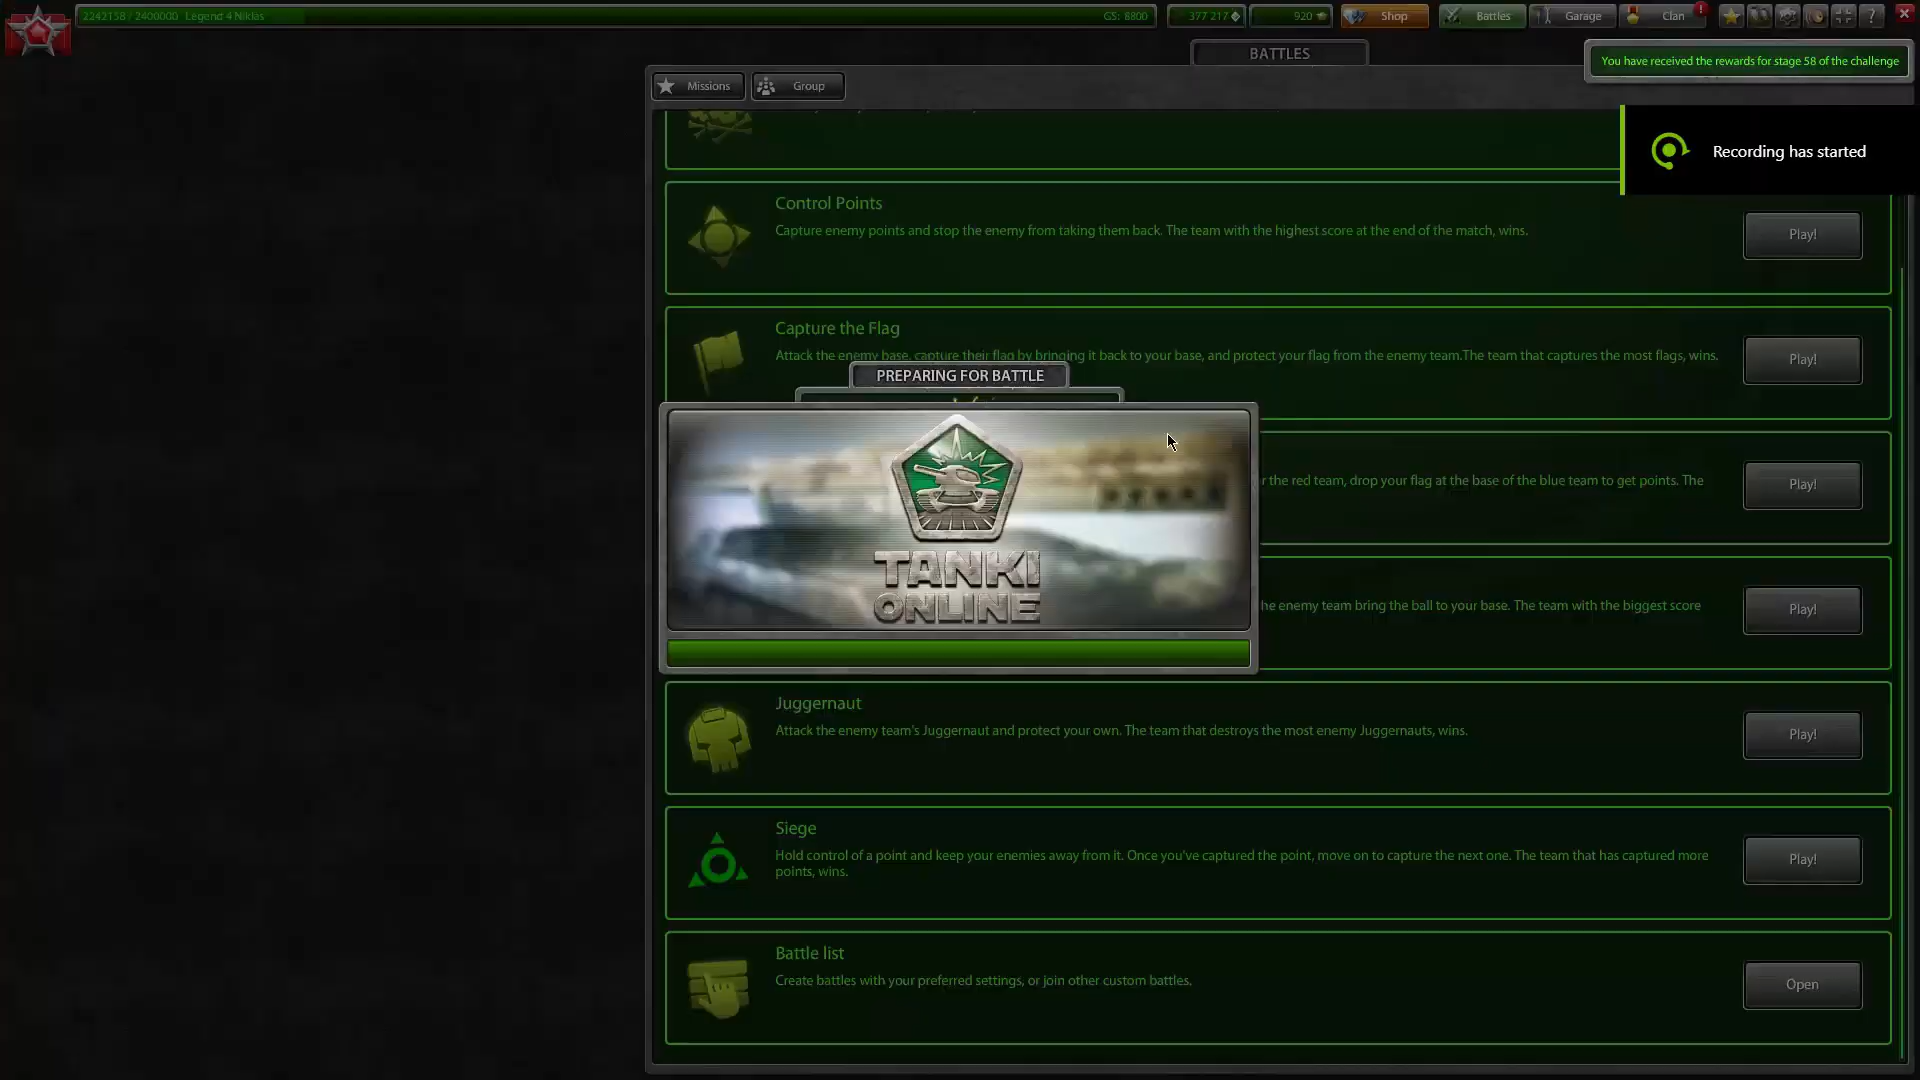 2242158 / 2400000 Legend 4 Niklas
GS: 8800
377 217
920
Shop
Battles
Garage
Clan
!
?
BATTLES
You have received the rewards for stage 58 of the challenge
Missions
Group
Recording has started
Control Points
Capture enemy points and stop the enemy from taking them back. The team with the highest score at the end of the match, wins.
Play!
Capture the Flag
Attack the enemy base, capture their flag by bringing it back to your base, and protect your flag from the enemy team.The team that captures the most flags, wins.
Play!
PREPARING FOR BATTLE
the red team, drop your flag at the base of the blue team to get points. The
Play!
TANKI
ONLINE
he enemy team bring the ball to your base. The team with the biggest score
Play!
Juggernaut
Attack the enemy team's Juggernaut and protect your own. The team that destroys the most enemy Juggernauts, wins.
Play!
Siege
Hold control of a point and keep your enemies away from it. Once you've captured the point, move on to capture the next one. The team that has captured more
points, wins.
Play!
Battle list
Create battles with your preferred settings, or join other custom battles.
Open